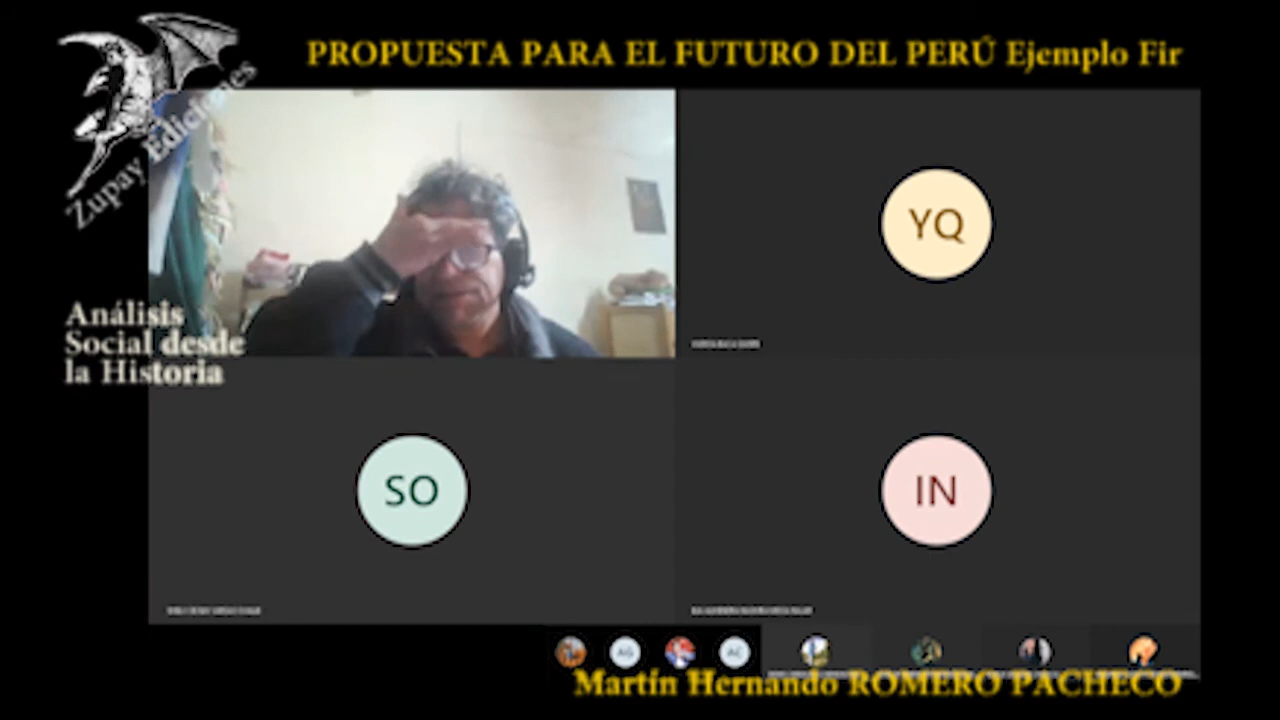 PROPUESTA PARA EL FUTURO DEL PERÚ Ejemplo Fir
Zupay Ediciones
YQ
Análisis
Social desde
la Historia
SO
IN
AG
AC
Martín Hernando ROMERO PACHECO